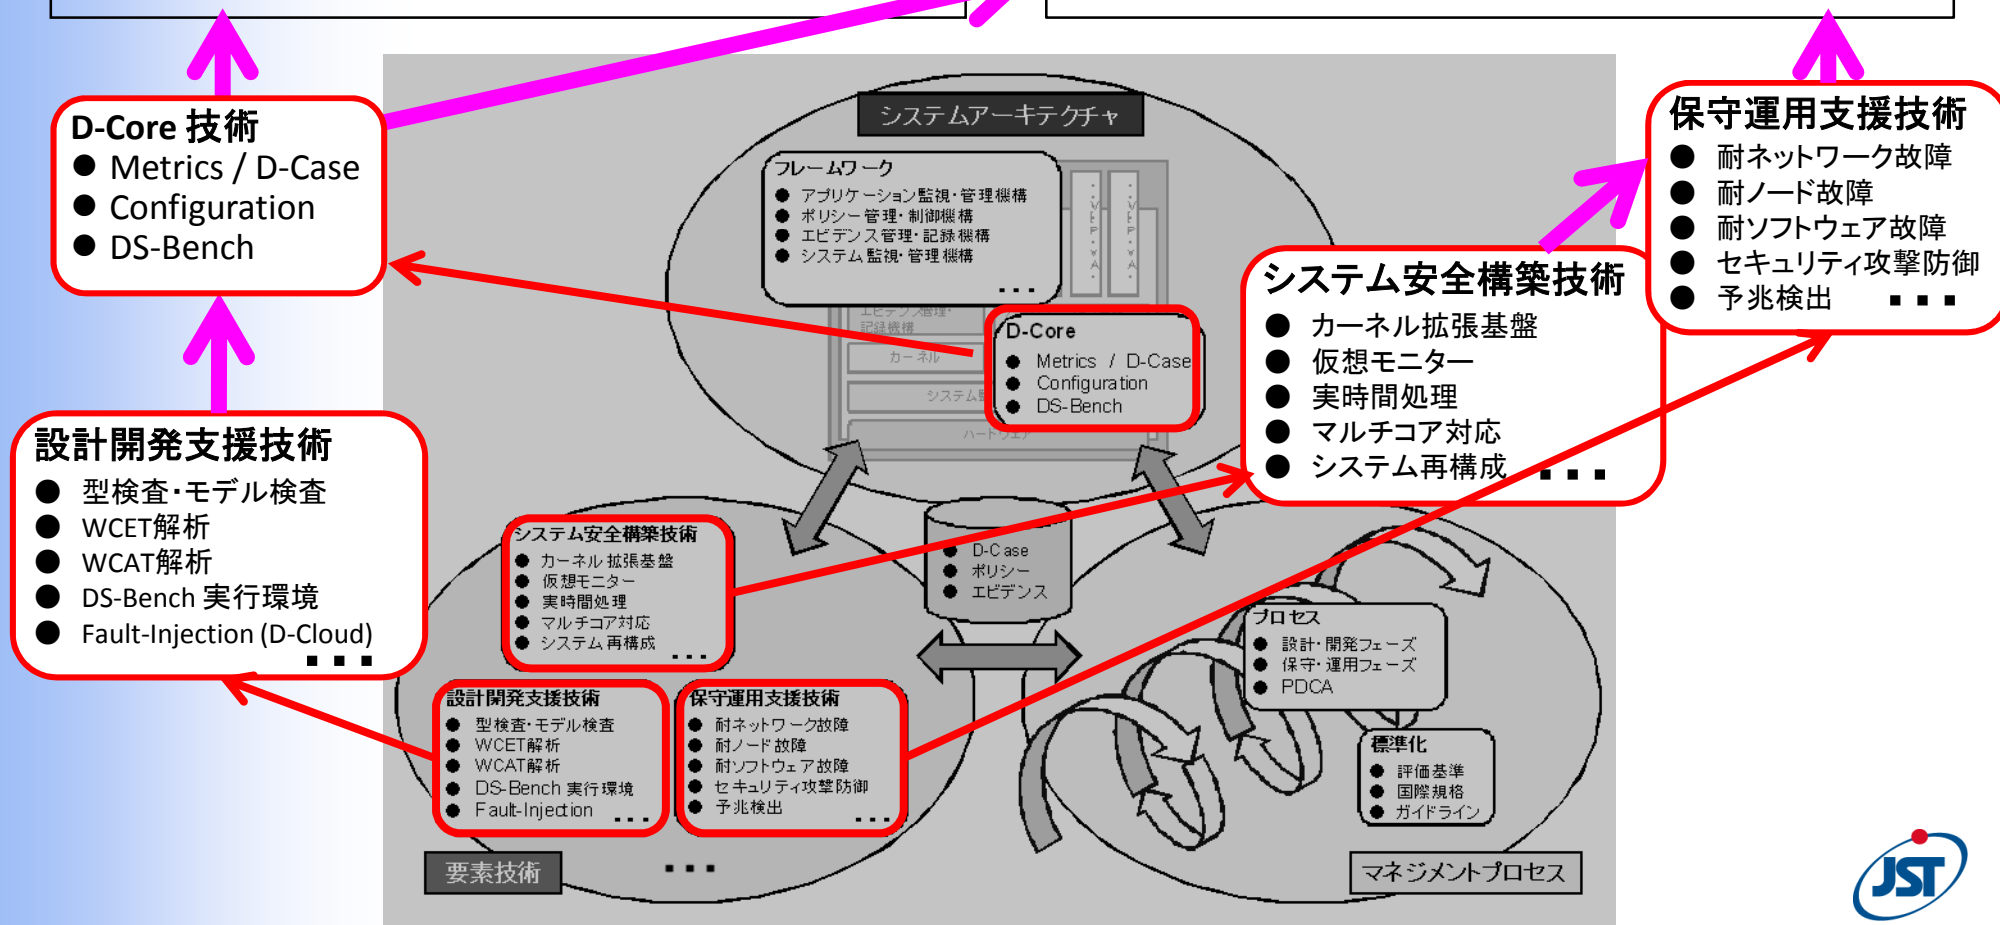 D-Core 技術
● Metrics / D-Case
● Configuration
● DS-Bench
設計開発支援技術
● 型検査・モデル検査
● WCET解析
● WCAT解析
● DS-Bench 実行環境
● Fault-Injection (D-Cloud)
...
システムアーキテクチャ
フレームワーク
● アプリケーション監視・管理機構
● ポリシー管理・制御機構
● エビデンス管理・記録機構
● システム監視・管理機構
...
エビデンス管理・
記録機構
カーネル
システム
ハードウェア
D-Core
● Metrics / D-Case
● Configuration
● DS-Bench
システム安全構築技術
● カーネル拡張基盤
● 仮想モニター
● 実時間処理
● マルチコア対応
● システム再構成
...
保守運用支援技術
● 耐ネットワーク故障
● 耐ノード故障
● 耐ソフトウェア故障
● セキュリティ攻撃防御
● 予兆検出 ...
システム安全構築技術
● カーネル拡張基盤
● 仮想モニター
● 実時間処理
● マルチコア対応
● システム再構成
...
● D-Case
● ポリシー
● エビデンス
設計開発支援技術
● 型検査・モデル検査
● WCET解析
● WCAT解析
● DS-Bench 実行環境
● Fault-Injection ...
保守運用支援技術
● 耐ネットワーク故障
● 耐ノード故障
● 耐ソフトウェア故障
● セキュリティ攻撃防御
● 予兆検出 ...
プロセス
● 設計・開発フェーズ
● 保守・運用フェーズ
● PDCA
標準化
● 評価基準
● 国際規格
● ガイドライン
要素技術
...
マネジメントプロセス
JST